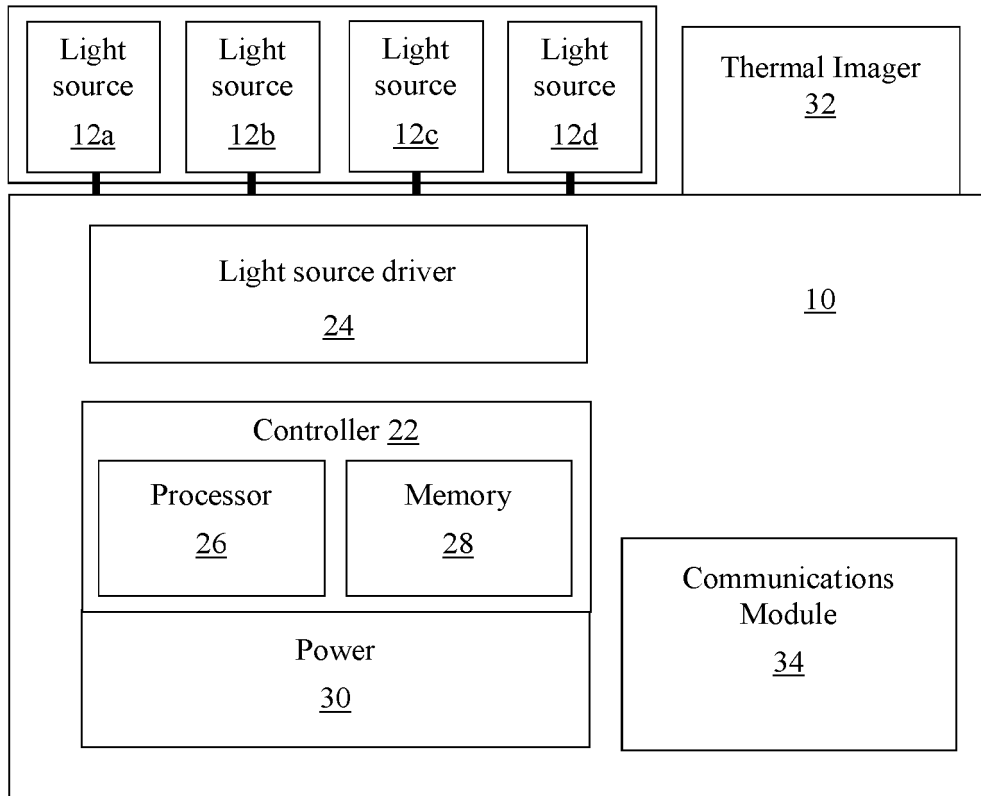 Light
source
12a
Light
source
12b
Light
source
12c
Light
source
12d
Thermal Imager
32
Light source driver
24
10
Controller 22
Processor
26
Memory
28
Communications
Module
34
Power
30